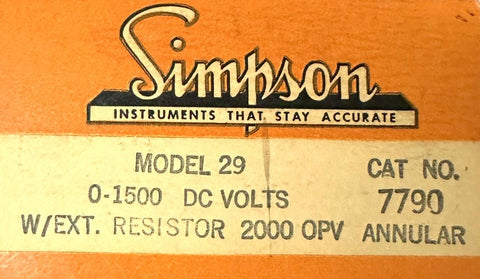 Simpson
INSTRUMENTS THAT STAY ACCURATE
MODEL 29 CAT NO.
0-1500 DC VOLTS 7790
W/EXT. RESISTOR 2000 OPV ANNULAR